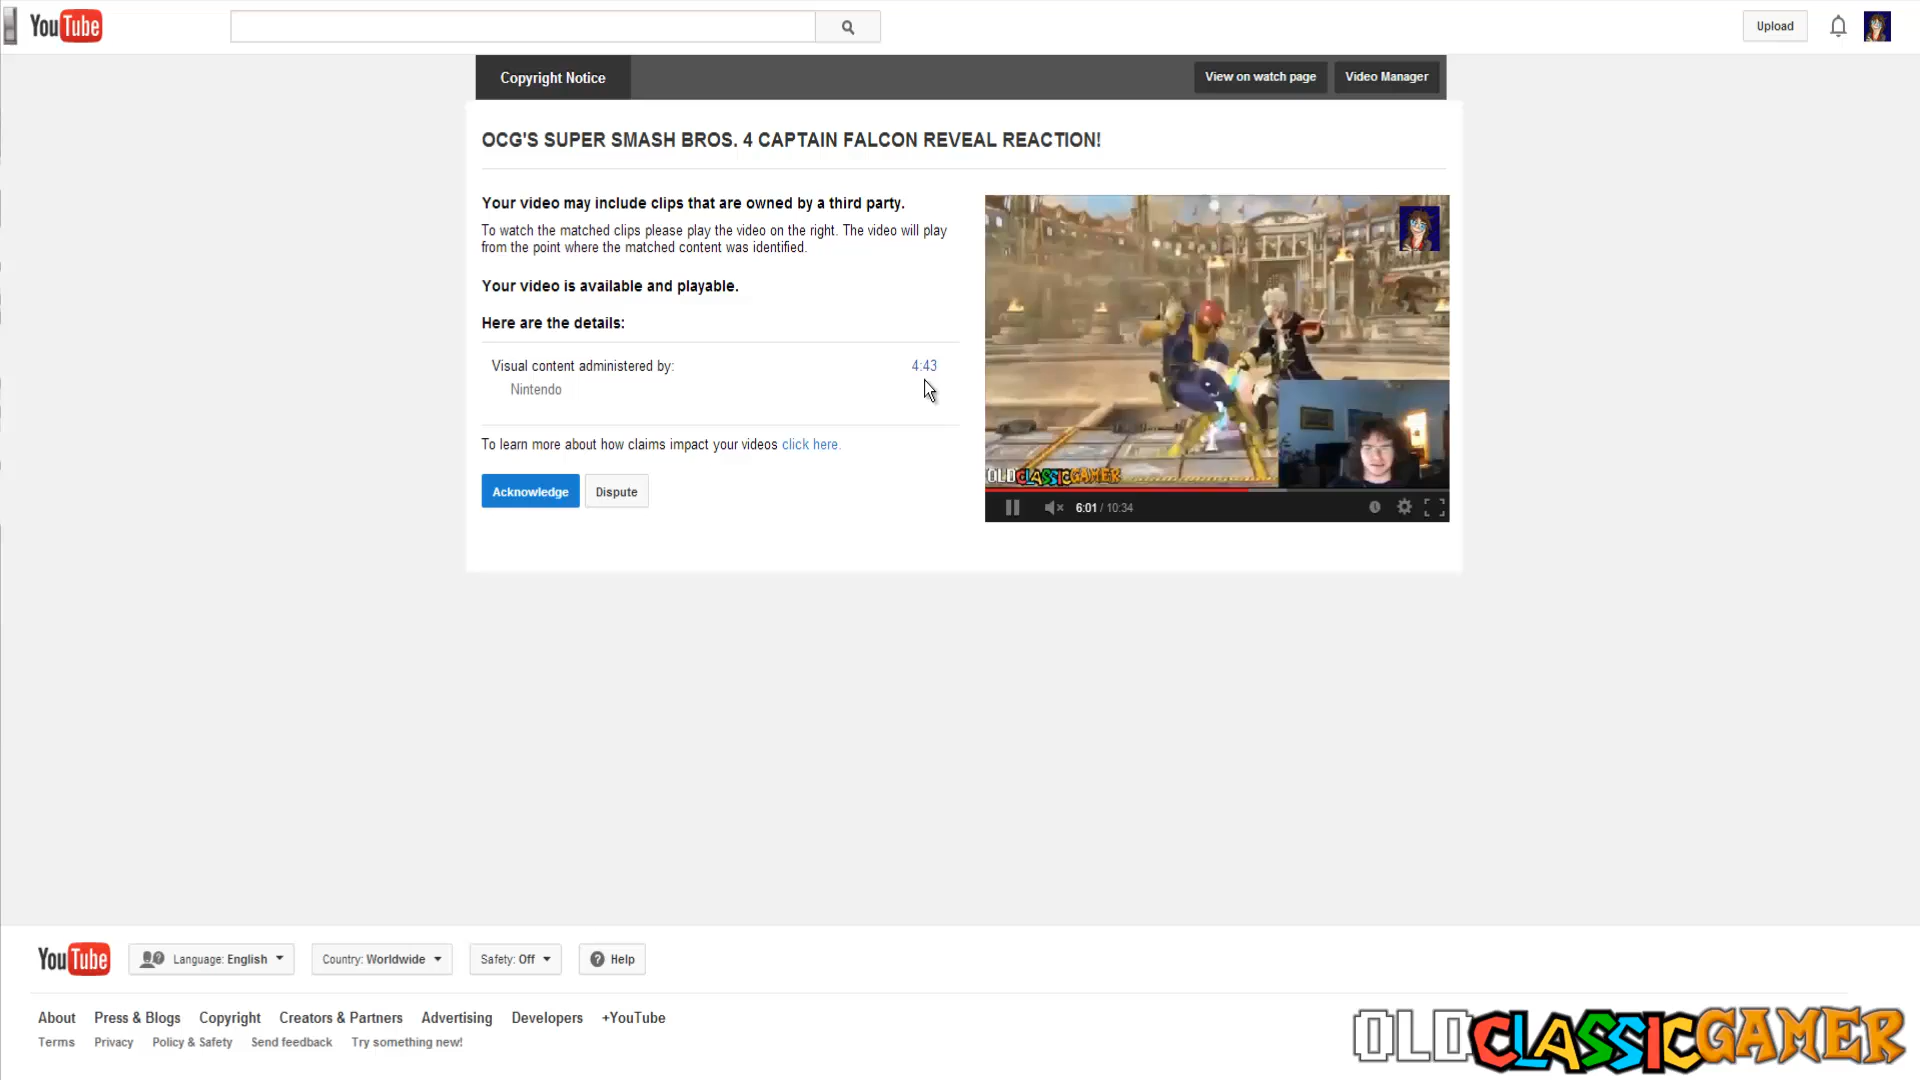 YouTube
Upload
Copyright Notice
View on watch page
Video Manager
OCG'S SUPER SMASH BROS. 4 CAPTAIN FALCON REVEAL REACTION!
Your video may include clips that are owned by a third party.
To watch the matched clips please play the video on the right. The video will play
from the point where the matched content was identified.
Your video is available and playable.
Here are the details:
Visual content administered by:
4:43
Nintendo
To learn more about how claims impact your videos click here.
Acknowledge
Dispute
OLDCLASSICGAMER
6:01 / 10:34
YouTube
Language: English
Country: Worldwide
Safety: Off
Help
About
Press & Blogs
Copyright
Creators & Partners
Advertising
Developers
+YouTube
Terms
Privacy
Policy & Safety
Send feedback
Try something new!
OLDCLASSICGAMER